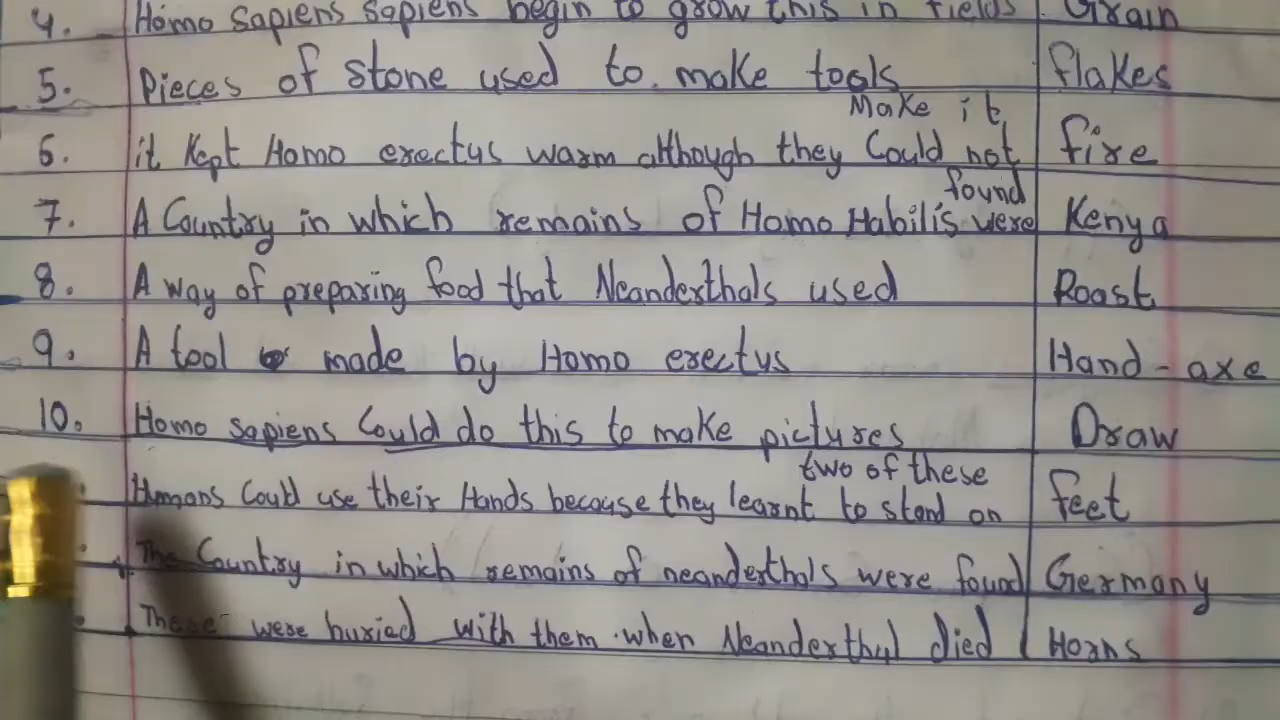 4. Homo sapiens sapiens begin to grow this in fields. Grain
5. Pieces of stone used to make tools flakes
Make it
6. it Kept Homo erectus warm although they Could not fire
found
7. A Country in which remains of Homo Habilis were Kenya
8. A way of preparing food that Neanderthals used Roast
9. A tool made by Homo erectus Hand-axe
10. Homo sapiens Could do this to make pictures Draw
two of these
Humans Could use their Hands because they learnt to stand on feet
The Country in which remains of neanderthals were found Germany
These were buried with them when Neanderthal died Horns